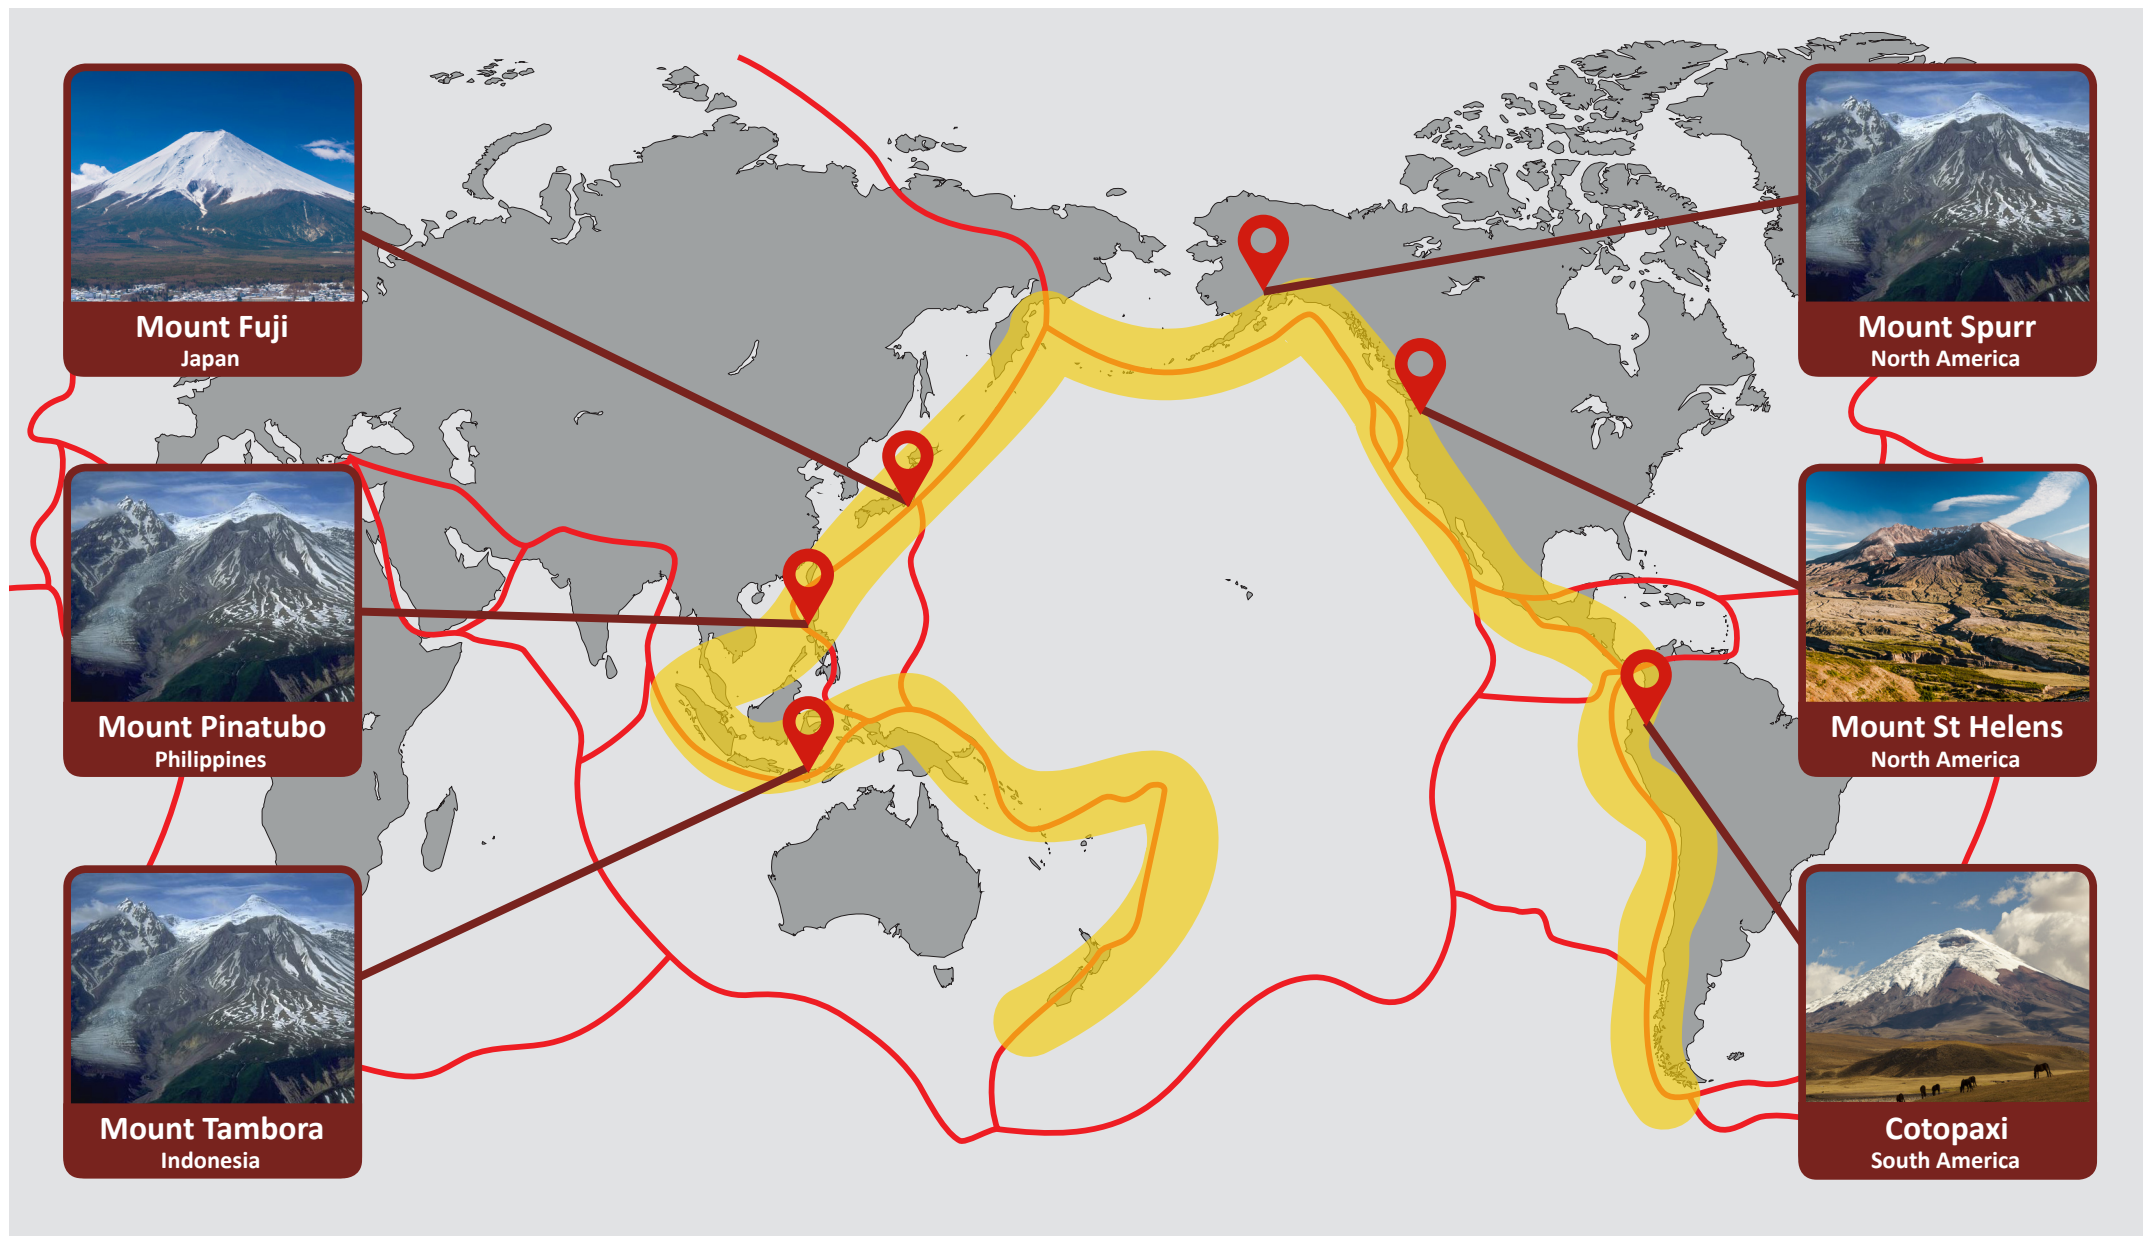 Mount Fuji
Japan
Mount Spurr
North America
Mount Pinatubo
Philippines
Mount St Helens
North America
Mount Tambora
Indonesia
Cotopaxi
South America